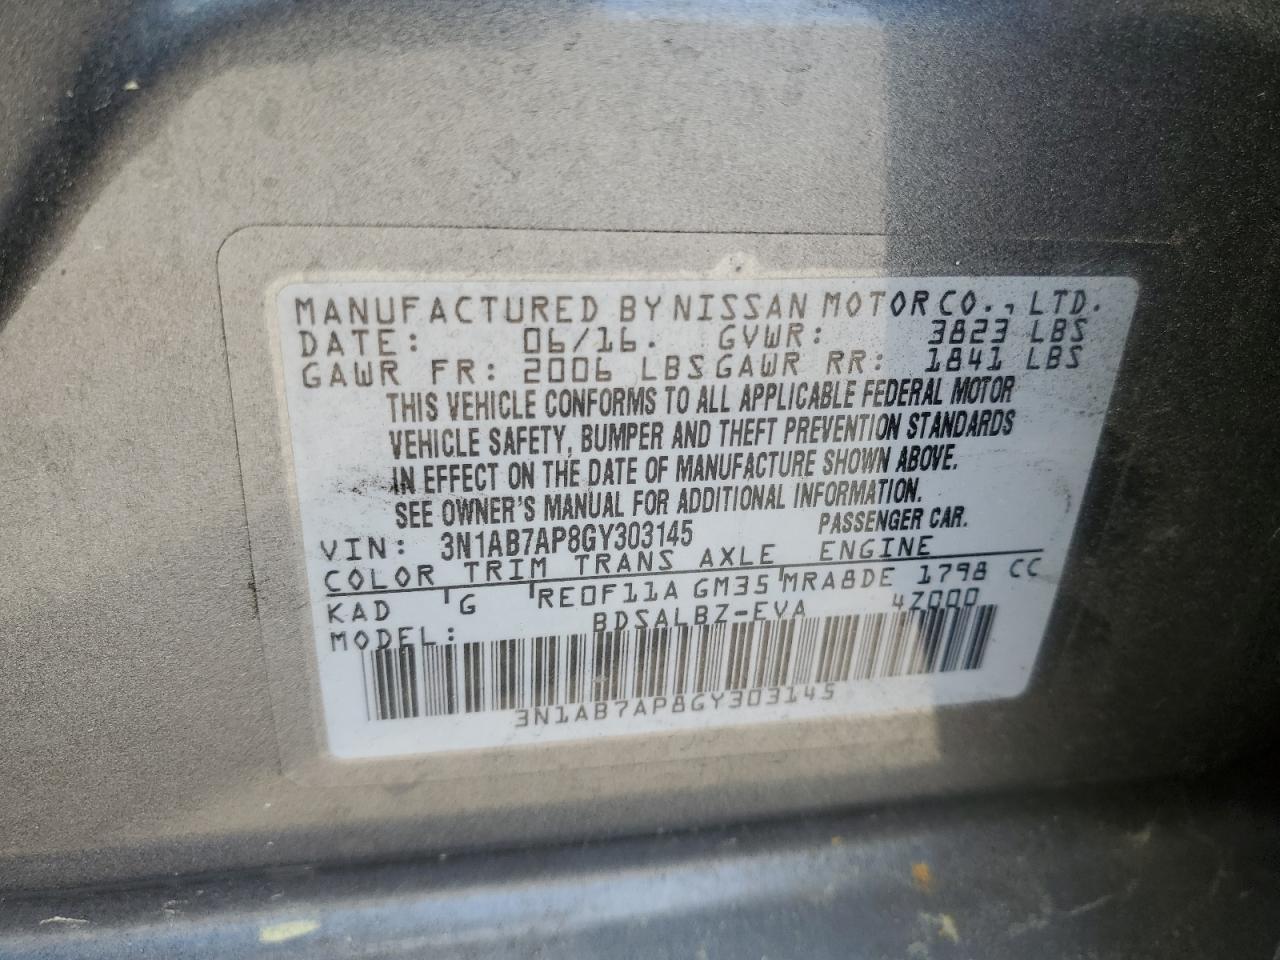 MANUFACTURED BY NISSAN MOTOR CO., LTD.
DATE: 06/16. GVWR: 3823 LBS
GAWR FR: 2006 LBS GAWR RR: 1841 LBS
THIS VEHICLE CONFORMS TO ALL APPLICABLE FEDERAL MOTOR
VEHICLE SAFETY, BUMPER AND THEFT PREVENTION STANDARDS
IN EFFECT ON THE DATE OF MANUFACTURE SHOWN ABOVE.
SEE OWNER'S MANUAL FOR ADDITIONAL INFORMATION.
VIN: 3N1AB7AP8GY303145 PASSENGER CAR.
COLOR TRIM TRANS AXLE ENGINE
KAD G RE0F11A GM35 MRA8DE 1798 CC
MODEL: BDSALBZ-EVA 4Z000
3N1AB7AP8GY303145